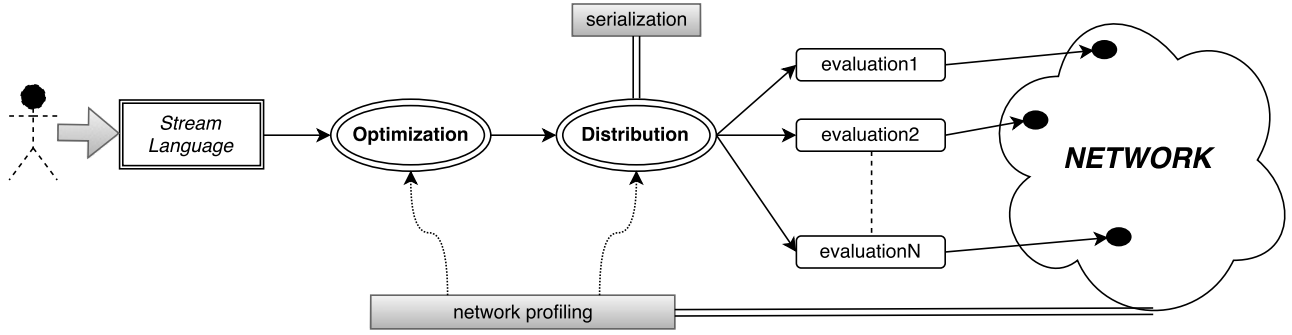 serialization
Stream
Language
Optimization
Distribution
evaluation1
evaluation2
evaluationN
NETWORK
network profiling